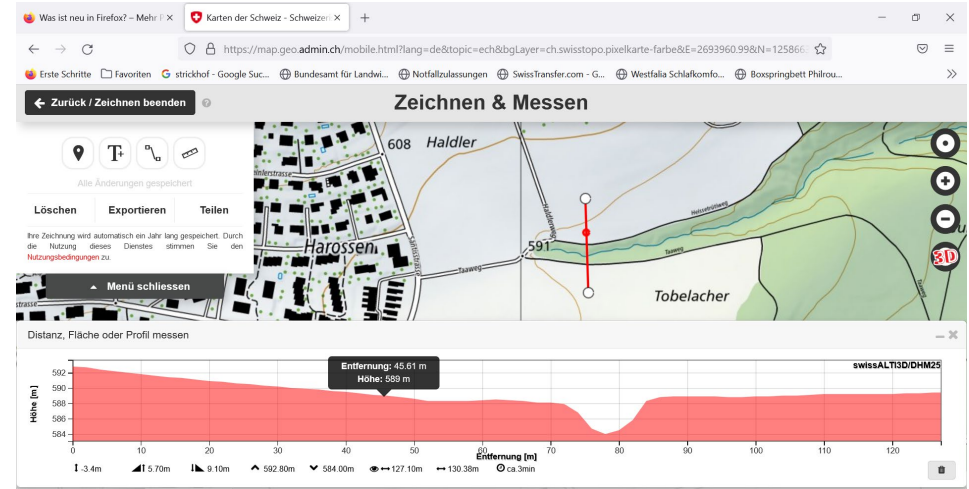 Was ist neu in Firefox? – Mehr
Karten der Schweiz - Schweizeri
https://map.geo.admin.ch/mobile.html?lang=de&topic=ech&bgLayer=ch.swisstopo.pixelkarte-farbe&E=2693960.99&N=125866
Erste Schritte Favoriten strickhof - Google Suc... Bundesamt für Landwi... Notfallzulassungen SwissTransfer.com - G... Westfalia Schlafkomfo... Boxspringbett Philrou...
Zurück / Zeichnen beenden
Zeichnen & Messen
Alle Änderungen gespeichert
Löschen Exportieren Teilen
Ihre Zeichnung wird automatisch ein Jahr lang gespeichert. Durch
die Nutzung dieses Dienstes stimmen Sie den
Nutzungsbedingungen zu.
Menü schliessen
608 Haldler
Harossen
591
Tobelacher
Taaweg
Taaweg
Haldlerweg
Heissetrütiweg
3D
Distanz, Fläche oder Profil messen
swissALTI3D/DHM25
Entfernung: 45.61 m
Höhe: 589 m
Höhe [m]
592
590
588
586
584
0 10 20 30 40 50 60 70 80 90 100 110 120
Entfernung [m]
-3.4m 5.70m 9.10m 592.80m 584.00m 127.10m 130.38m ca.3min